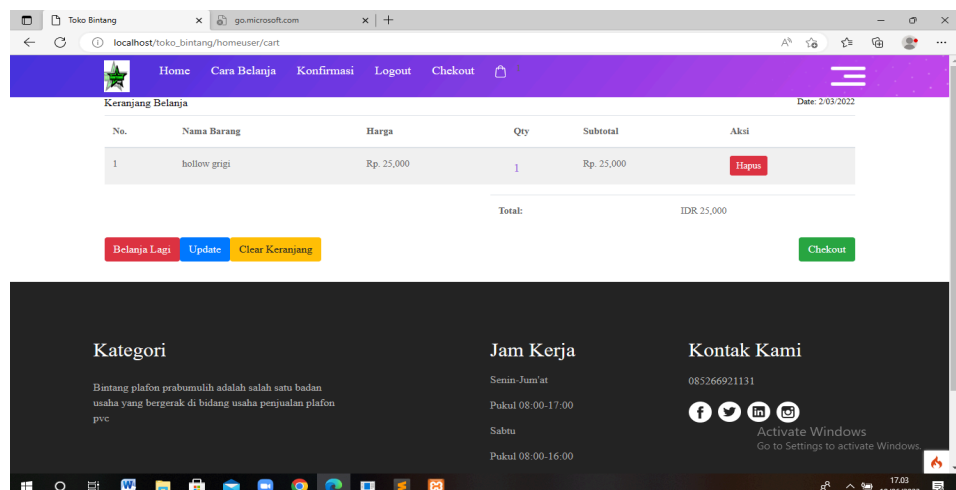 Toko Bintang
go.microsoft.com
localhost/toko_bintang/homeuser/cart
Home Cara Belanja Konfirmasi Logout Chekout
Keranjang Belanja
Date: 2/03/2022
No. Nama Barang Harga Qty Subtotal Aksi
1 hollow grigi Rp. 25,000 1 Rp. 25,000 Hapus
Total: IDR 25,000
Belanja Lagi Update Clear Keranjang Chekout
Kategori
Bintang plafon prabumulih adalah salah satu badan
usaha yang bergerak di bidang usaha penjualan plafon
pvc
Jam Kerja
Senin-Jum'at
Pukul 08:00-17:00
Sabtu
Pukul 08:00-16:00
Kontak Kami
085266921131
Activate Windows
Go to Settings to activate Windows.
17.03